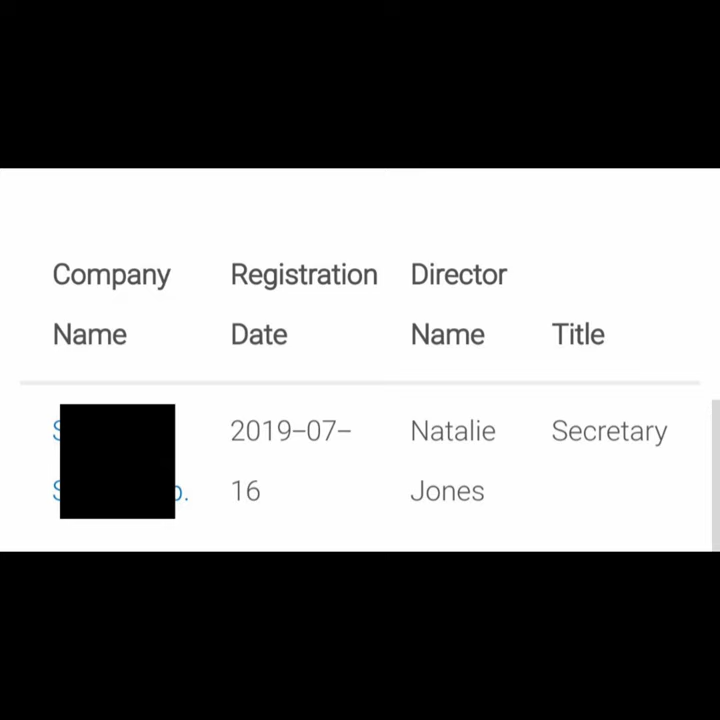 Company Registration Director
Name Date Name Title
2019–07– Natalie Secretary
16 Jones